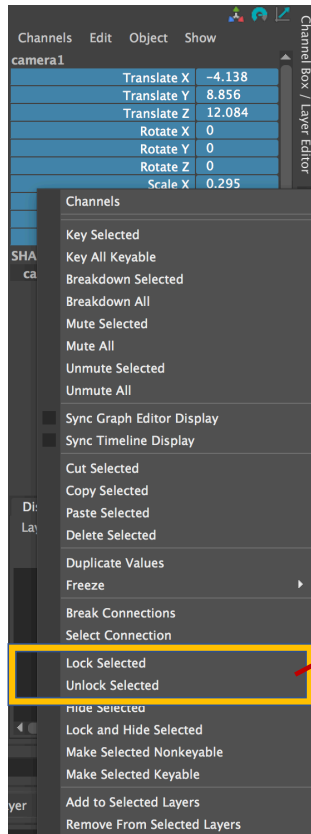 Channels Edit Object Show
Channel Box / Layer Editor
camera1
Translate X -4.138
Translate Y 8.856
Translate Z 12.084
Rotate X 0
Rotate Y 0
Rotate Z 0
Scale X 0.295
SHA
ca
Channels
Key Selected
Key All Keyable
Breakdown Selected
Breakdown All
Mute Selected
Mute All
Unmute Selected
Unmute All
Sync Graph Editor Display
Sync Timeline Display
Cut Selected
Copy Selected
Paste Selected
Delete Selected
Di
Lay
Duplicate Values
Freeze
Break Connections
Select Connection
Lock Selected
Unlock Selected
Hide Selected
Lock and Hide Selected
Make Selected Nonkeyable
Make Selected Keyable
yer
Add to Selected Layers
Remove From Selected Layers